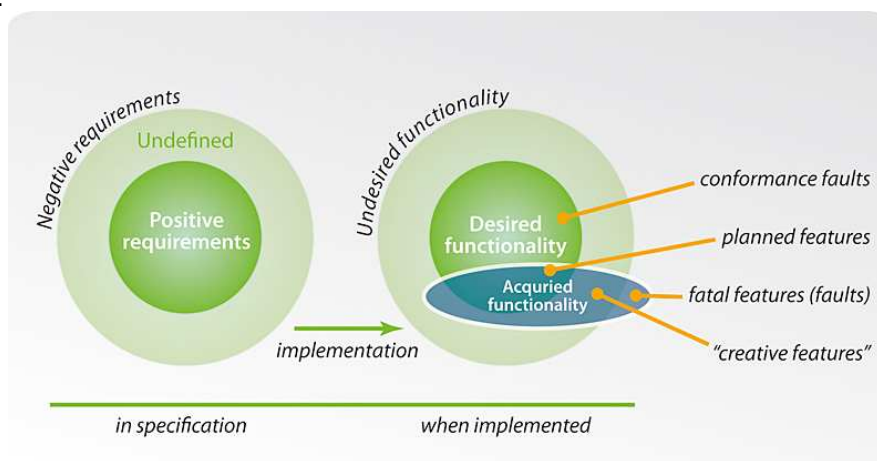 Negative requirements
Undefined
Positive
requirements
implementation
in specification
Undesired functionality
Desired
functionality
Acquried
functionality
when implemented
conformance faults
planned features
fatal features (faults)
"creative features"